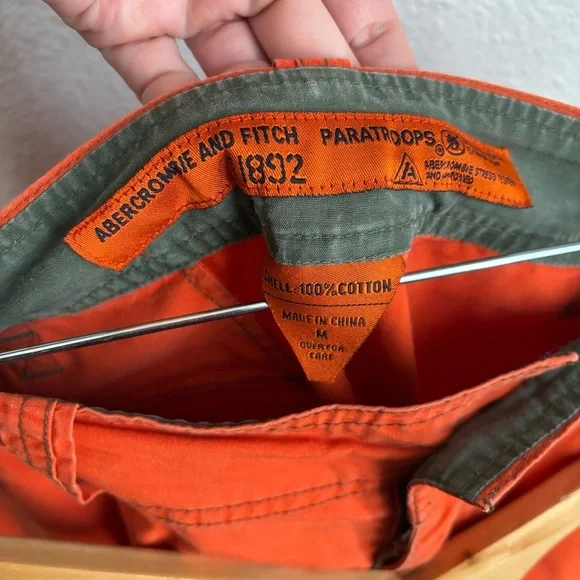 ABERCROMBIE AND FITCH PARATROOPS®
1892
A
ABERCROMBIE STRESS TESTED
AND APPROVED
SHELL: 100% COTTON
MADE IN CHINA
M
OVER FOR
CARE